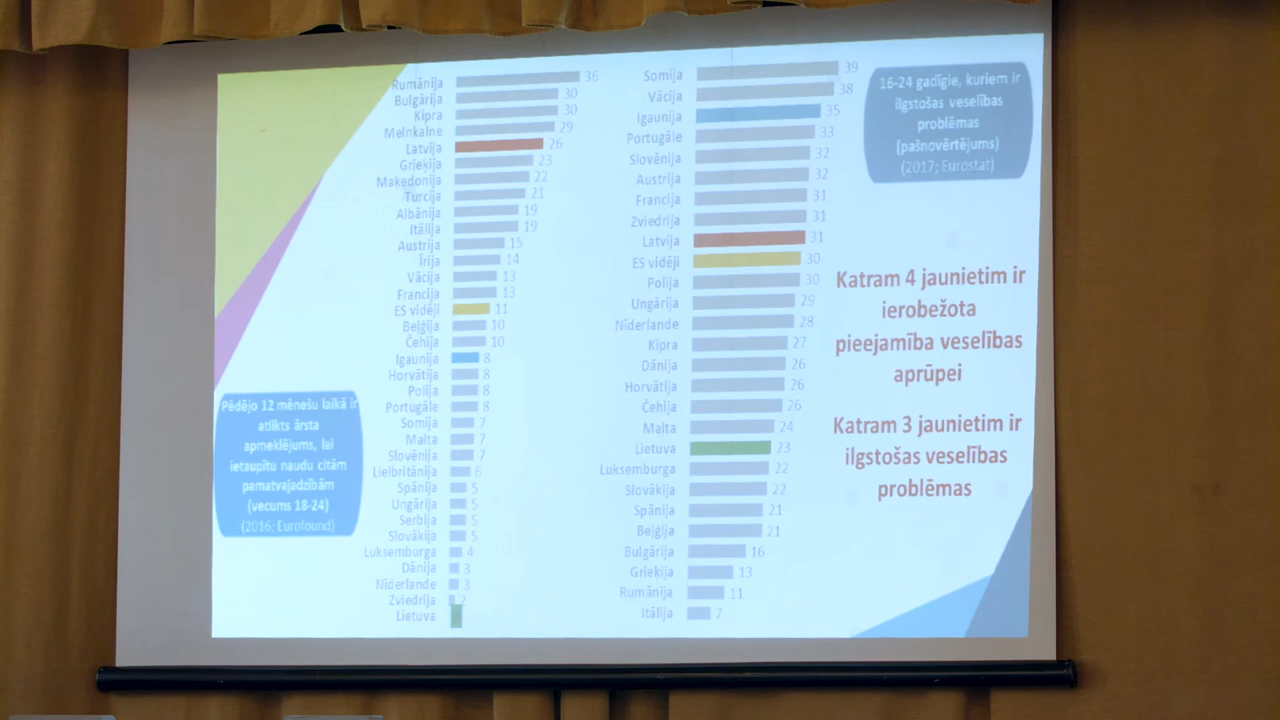 Rumānija 36
Bulgārija 30
Kipra 30
Melnkalne 29
Latvija 26
Grieķija 23
Maķedonija 22
Turcija 21
Albānija 19
Itālija 19
Austrija 15
Īrija 14
Vācija 13
Francija 13
ES vidēji 11
Beļģija 10
Čehija 10
Igaunija 8
Horvātija 8
Polija 8
Portugāle 8
Somija 7
Malta 7
Slovēnija 7
Lielbritānija 6
Spānija 5
Ungārija 5
Serbija 5
Slovākija 5
Luksemburga 4
Dānija 3
Nīderlande 3
Zviedrija 2
Lietuva
Pēdējo 12 mēnešu laikā ir
atlikts ārsta
apmeklējums, lai
ietaupītu naudu citām
pamatvajadzībām
(vecums 18-24)
(2016; Eurofound)
Somija 39
Vācija 38
Igaunija 35
Portugāle 33
Slovēnija 32
Austrija 32
Francija 31
Zviedrija 31
Latvija 31
ES vidēji 30
Polija 30
Ungārija 29
Nīderlande 28
Kipra 27
Dānija 26
Horvātija 26
Čehija 26
Malta 24
Lietuva 23
Luksemburga 22
Slovākija 22
Spānija 21
Beļģija 21
Bulgārija 16
Grieķija 13
Rumānija 11
Itālija 7
16-24 gadīgie, kuriem ir
ilgstošas veselības
problēmas
(pašnovērtējums)
(2017; Eurostat)
Katram 4 jaunietim ir
ierobežota
pieejamība veselības
aprūpei
Katram 3 jaunietim ir
ilgstošas veselības
problēmas